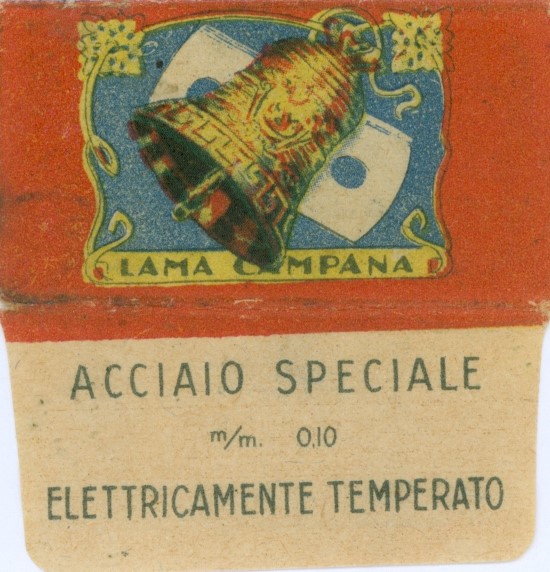 LAMA CAMPANA
ACCIAIO SPECIALE
m/m. 0,10
ELETTRICAMENTE TEMPERATO